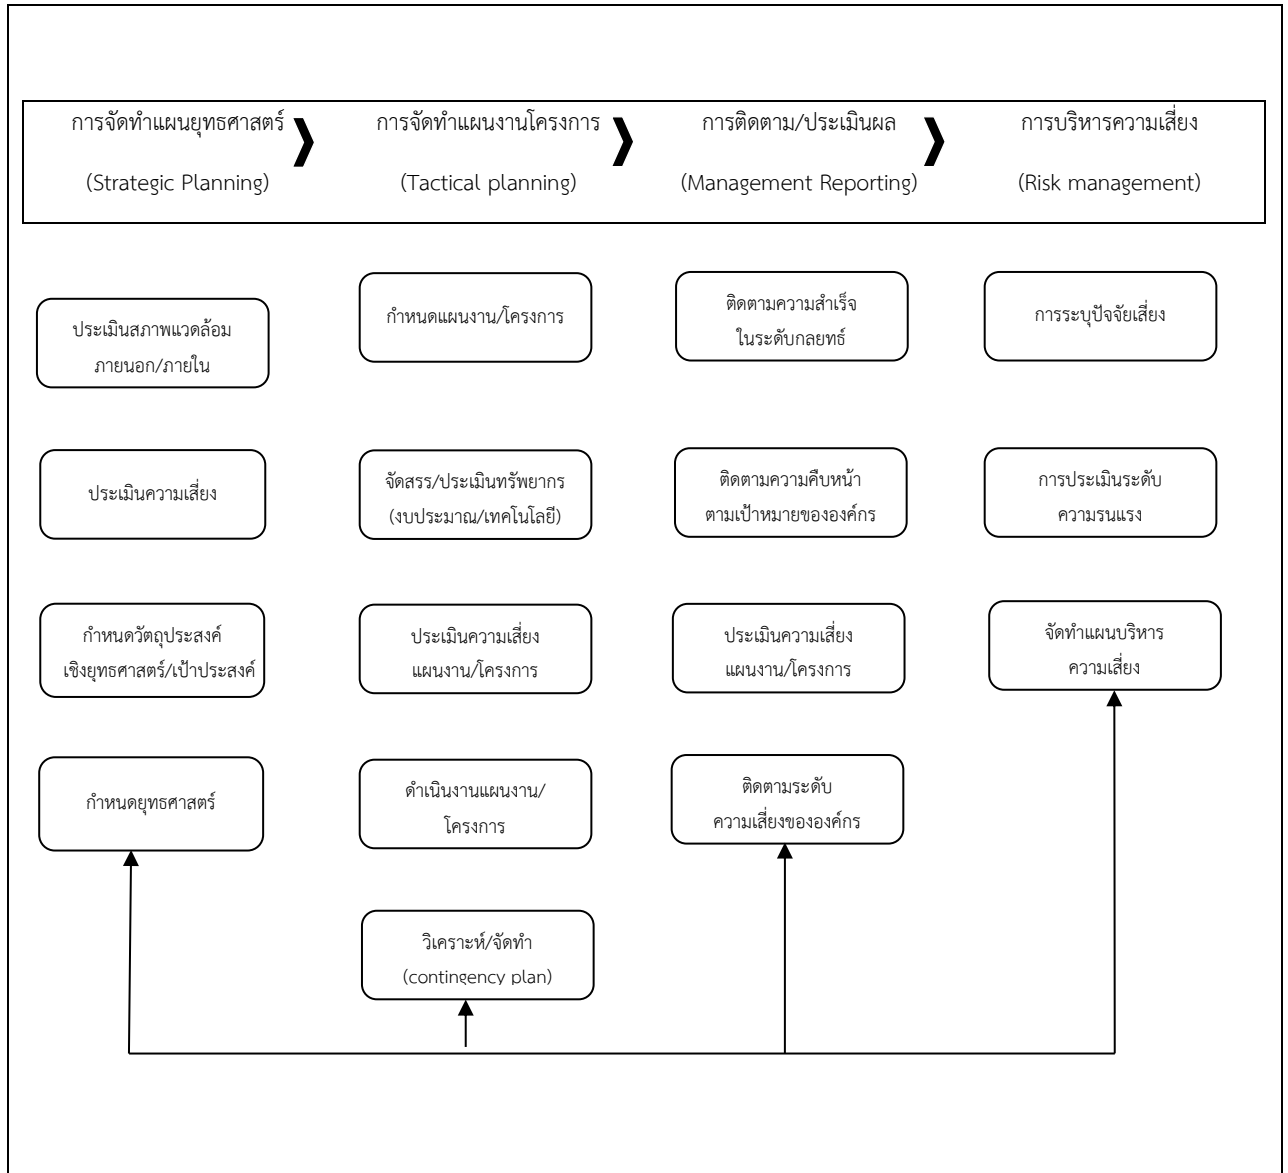 การจัดทำแผนยุทธศาสตร์
(Strategic Planning)
การจัดทำแผนงานโครงการ
(Tactical planning)
การติดตาม/ประเมินผล
(Management Reporting)
การบริหารความเสี่ยง
(Risk management)
ประเมินสภาพแวดล้อม
ภายนอก/ภายใน
ประเมินความเสี่ยง
กำหนดวัตถุประสงค์
เชิงยุทธศาสตร์/เป้าประสงค์
กำหนดยุทธศาสตร์
กำหนดแผนงาน/โครงการ
จัดสรร/ประเมินทรัพยากร
(งบประมาณ/เทคโนโลยี)
ประเมินความเสี่ยง
แผนงาน/โครงการ
ดำเนินงานแผนงาน/
โครงการ
วิเคราะห์/จัดทำ
(contingency plan)
ติดตามความสำเร็จ
ในระดับกลยทธ์
ติดตามความคืบหน้า
ตามเป้าหมายขององค์กร
ประเมินความเสี่ยง
แผนงาน/โครงการ
ติดตามระดับ
ความเสี่ยงขององค์กร
การระบุปัจจัยเสี่ยง
การประเมินระดับ
ความรนแรง
จัดทำแผนบริหาร
ความเสี่ยง